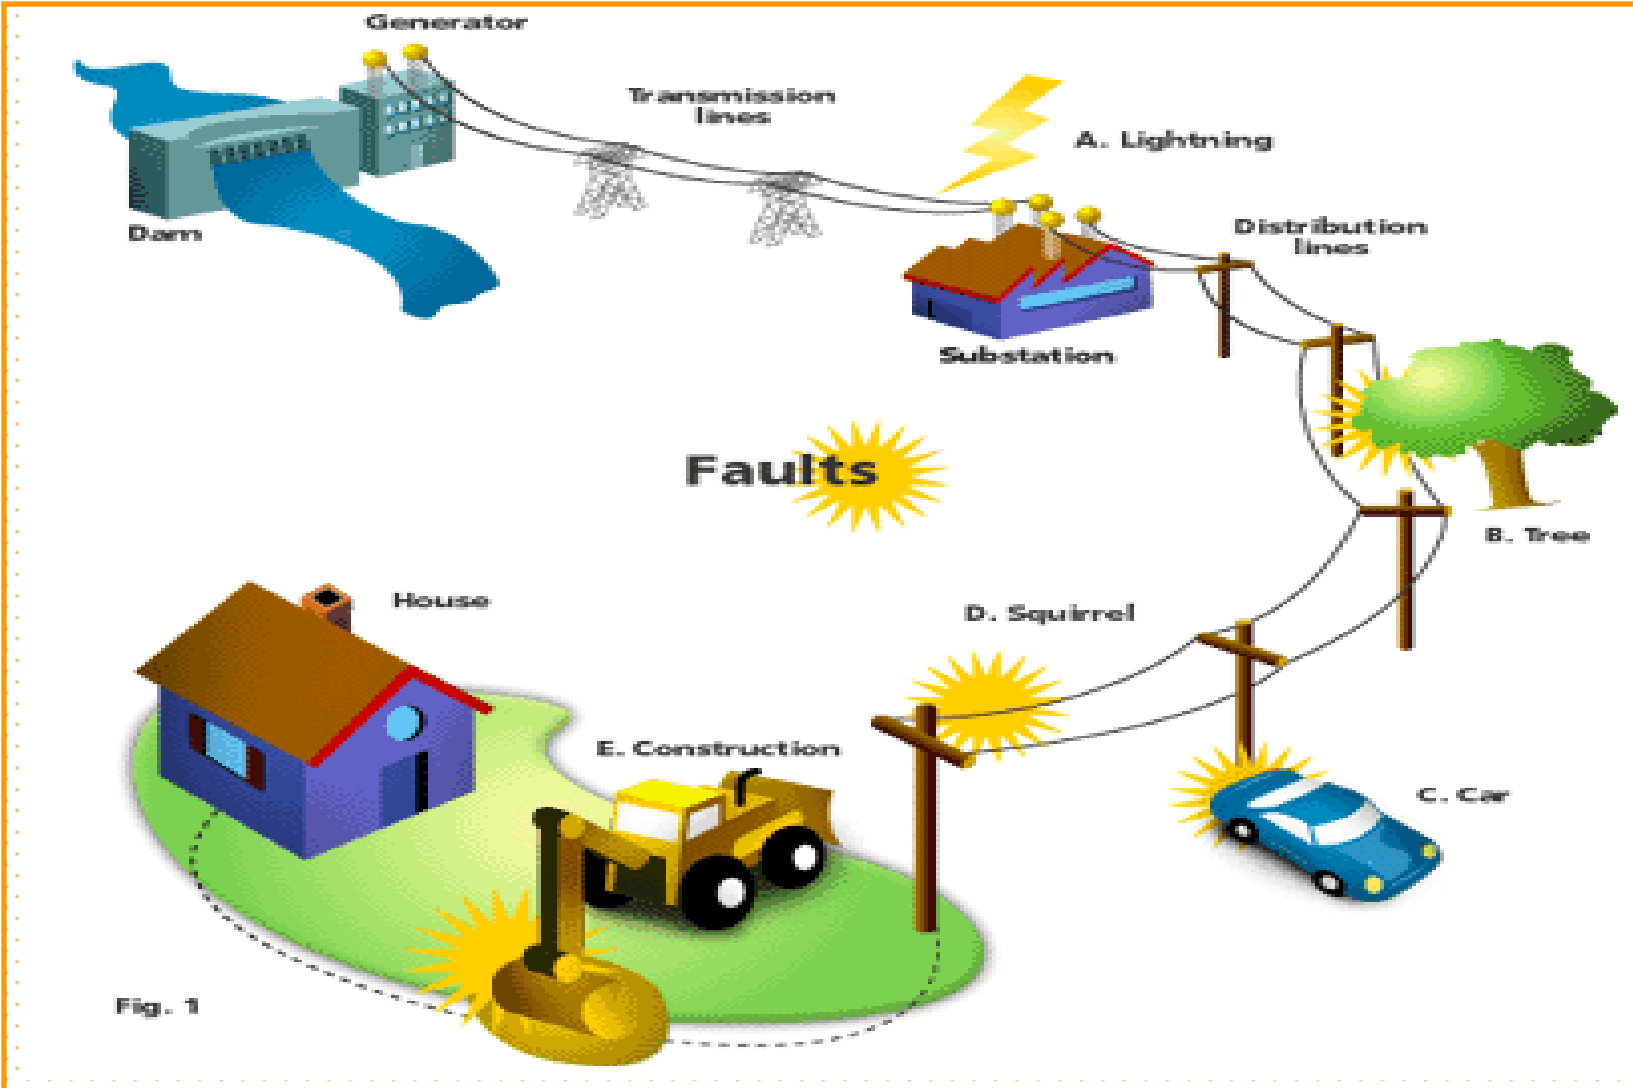 Generator
Transmission
lines
A. Lightning
Dam
Distribution
lines
Substation
Faults
B. Tree
House
D. Squirrel
E. Construction
C. Car
Fig. 1